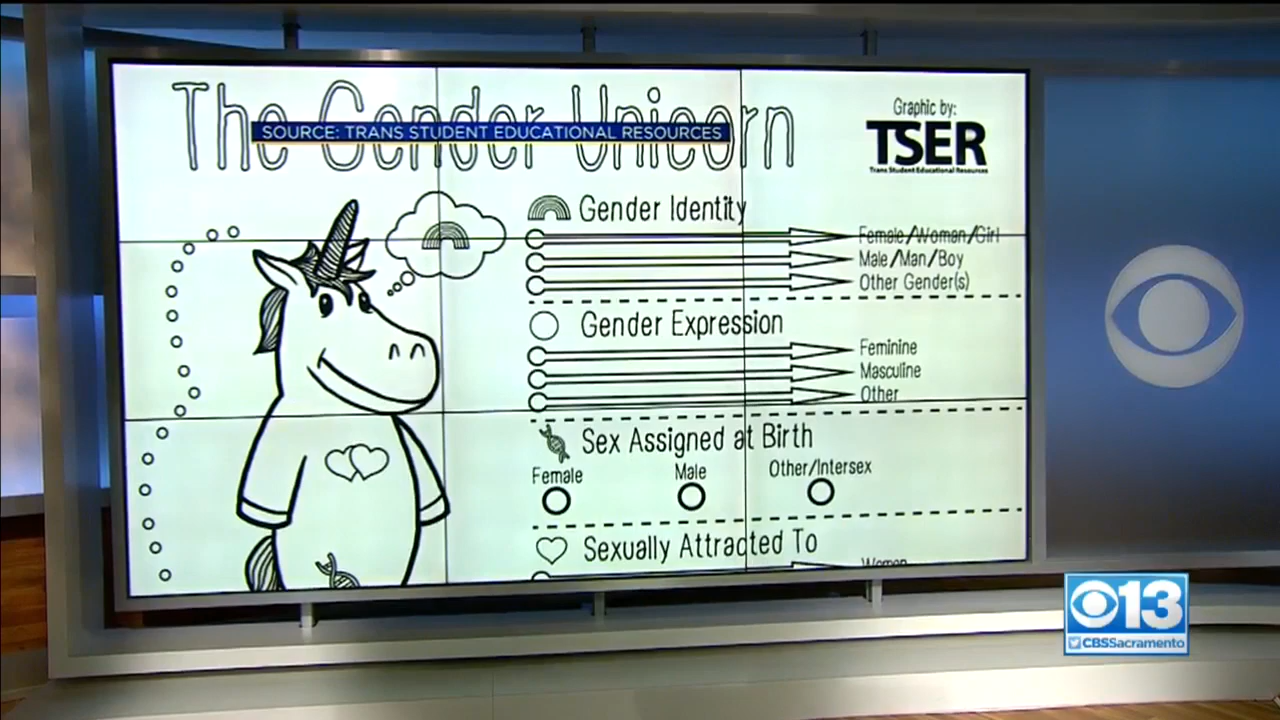 The Gender Unicorn
SOURCE: TRANS STUDENT EDUCATIONAL RESOURCES
Graphic by:
TSER
Trans Student Educational Resources
Gender Identity
Female/Woman/Girl
Male/Man/Boy
Other Gender(s)
Gender Expression
Feminine
Masculine
Other
Sex Assigned at Birth
Female
Male
Other/Intersex
Sexually Attracted To
Women
13
CBSSacramento